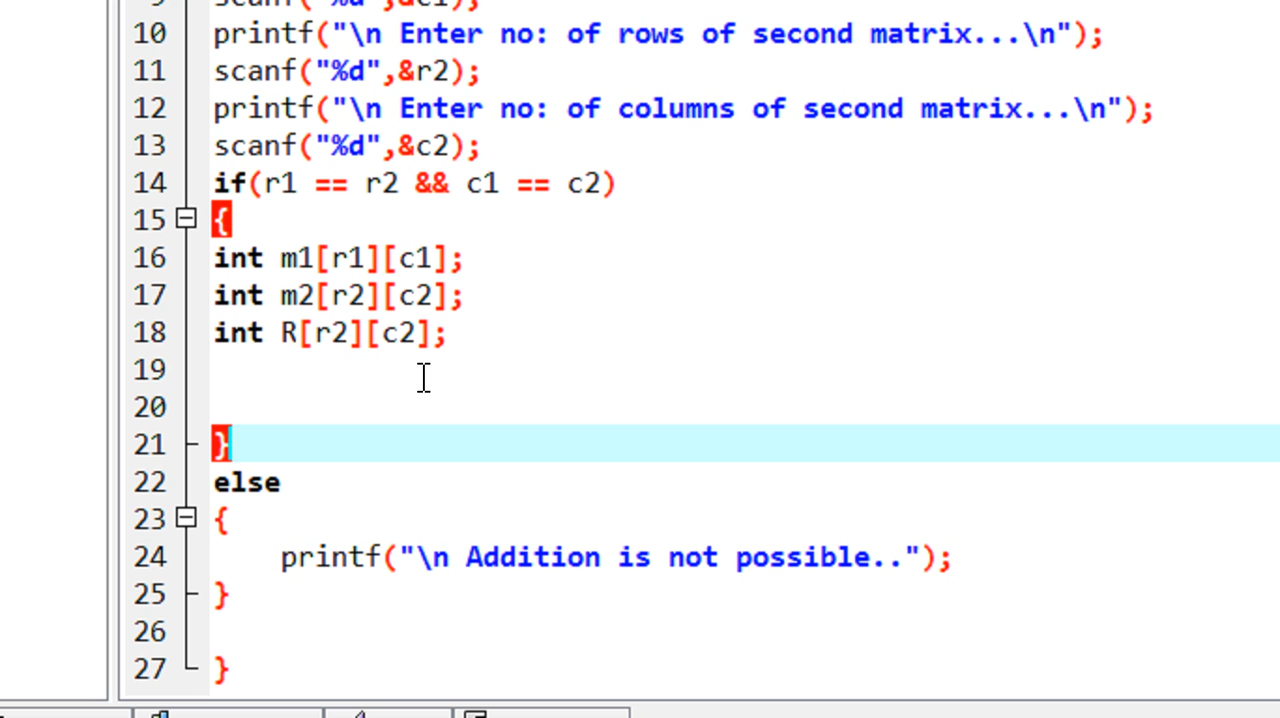 9 scanf("%d",&c1);
10 printf("\n Enter no: of rows of second matrix...\n");
11 scanf("%d",&r2);
12 printf("\n Enter no: of columns of second matrix...\n");
13 scanf("%d",&c2);
14 if(r1 == r2 && c1 == c2)
15 {
16 int m1[r1][c1];
17 int m2[r2][c2];
18 int R[r2][c2];
19
20
21 }
22 else
23 {
24 printf("\n Addition is not possible..");
25 }
26
27 }